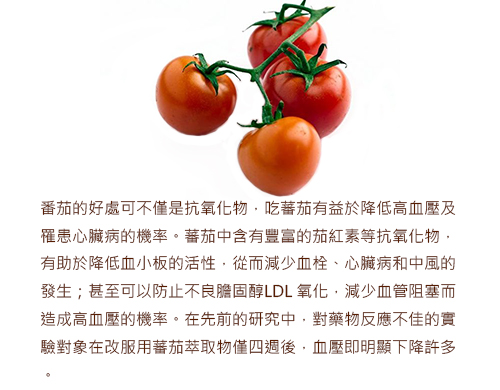 番茄的好處可不僅是抗氧化物，吃蕃茄有益於降低高血壓及
罹患心臟病的機率。蕃茄中含有豐富的茄紅素等抗氧化物，
有助於降低血小板的活性，從而減少血栓、心臟病和中風的
發生；甚至可以防止不良膽固醇LDL 氧化，減少血管阻塞而
造成高血壓的機率。在先前的研究中，對藥物反應不佳的實
驗對象在改服用蕃茄萃取物僅四週後，血壓即明顯下降許多
。